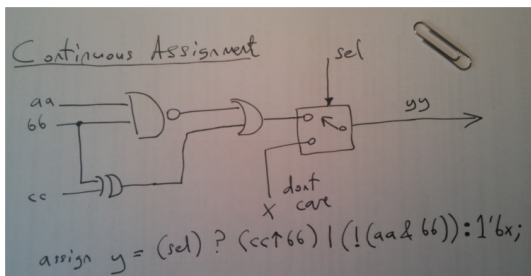 Continuous Assignment
sel
aa
bb
yy
cc
X
dont
care
assign y = (sel) ? (cc↑bb) | (!(aa & bb)) : 1'bx;